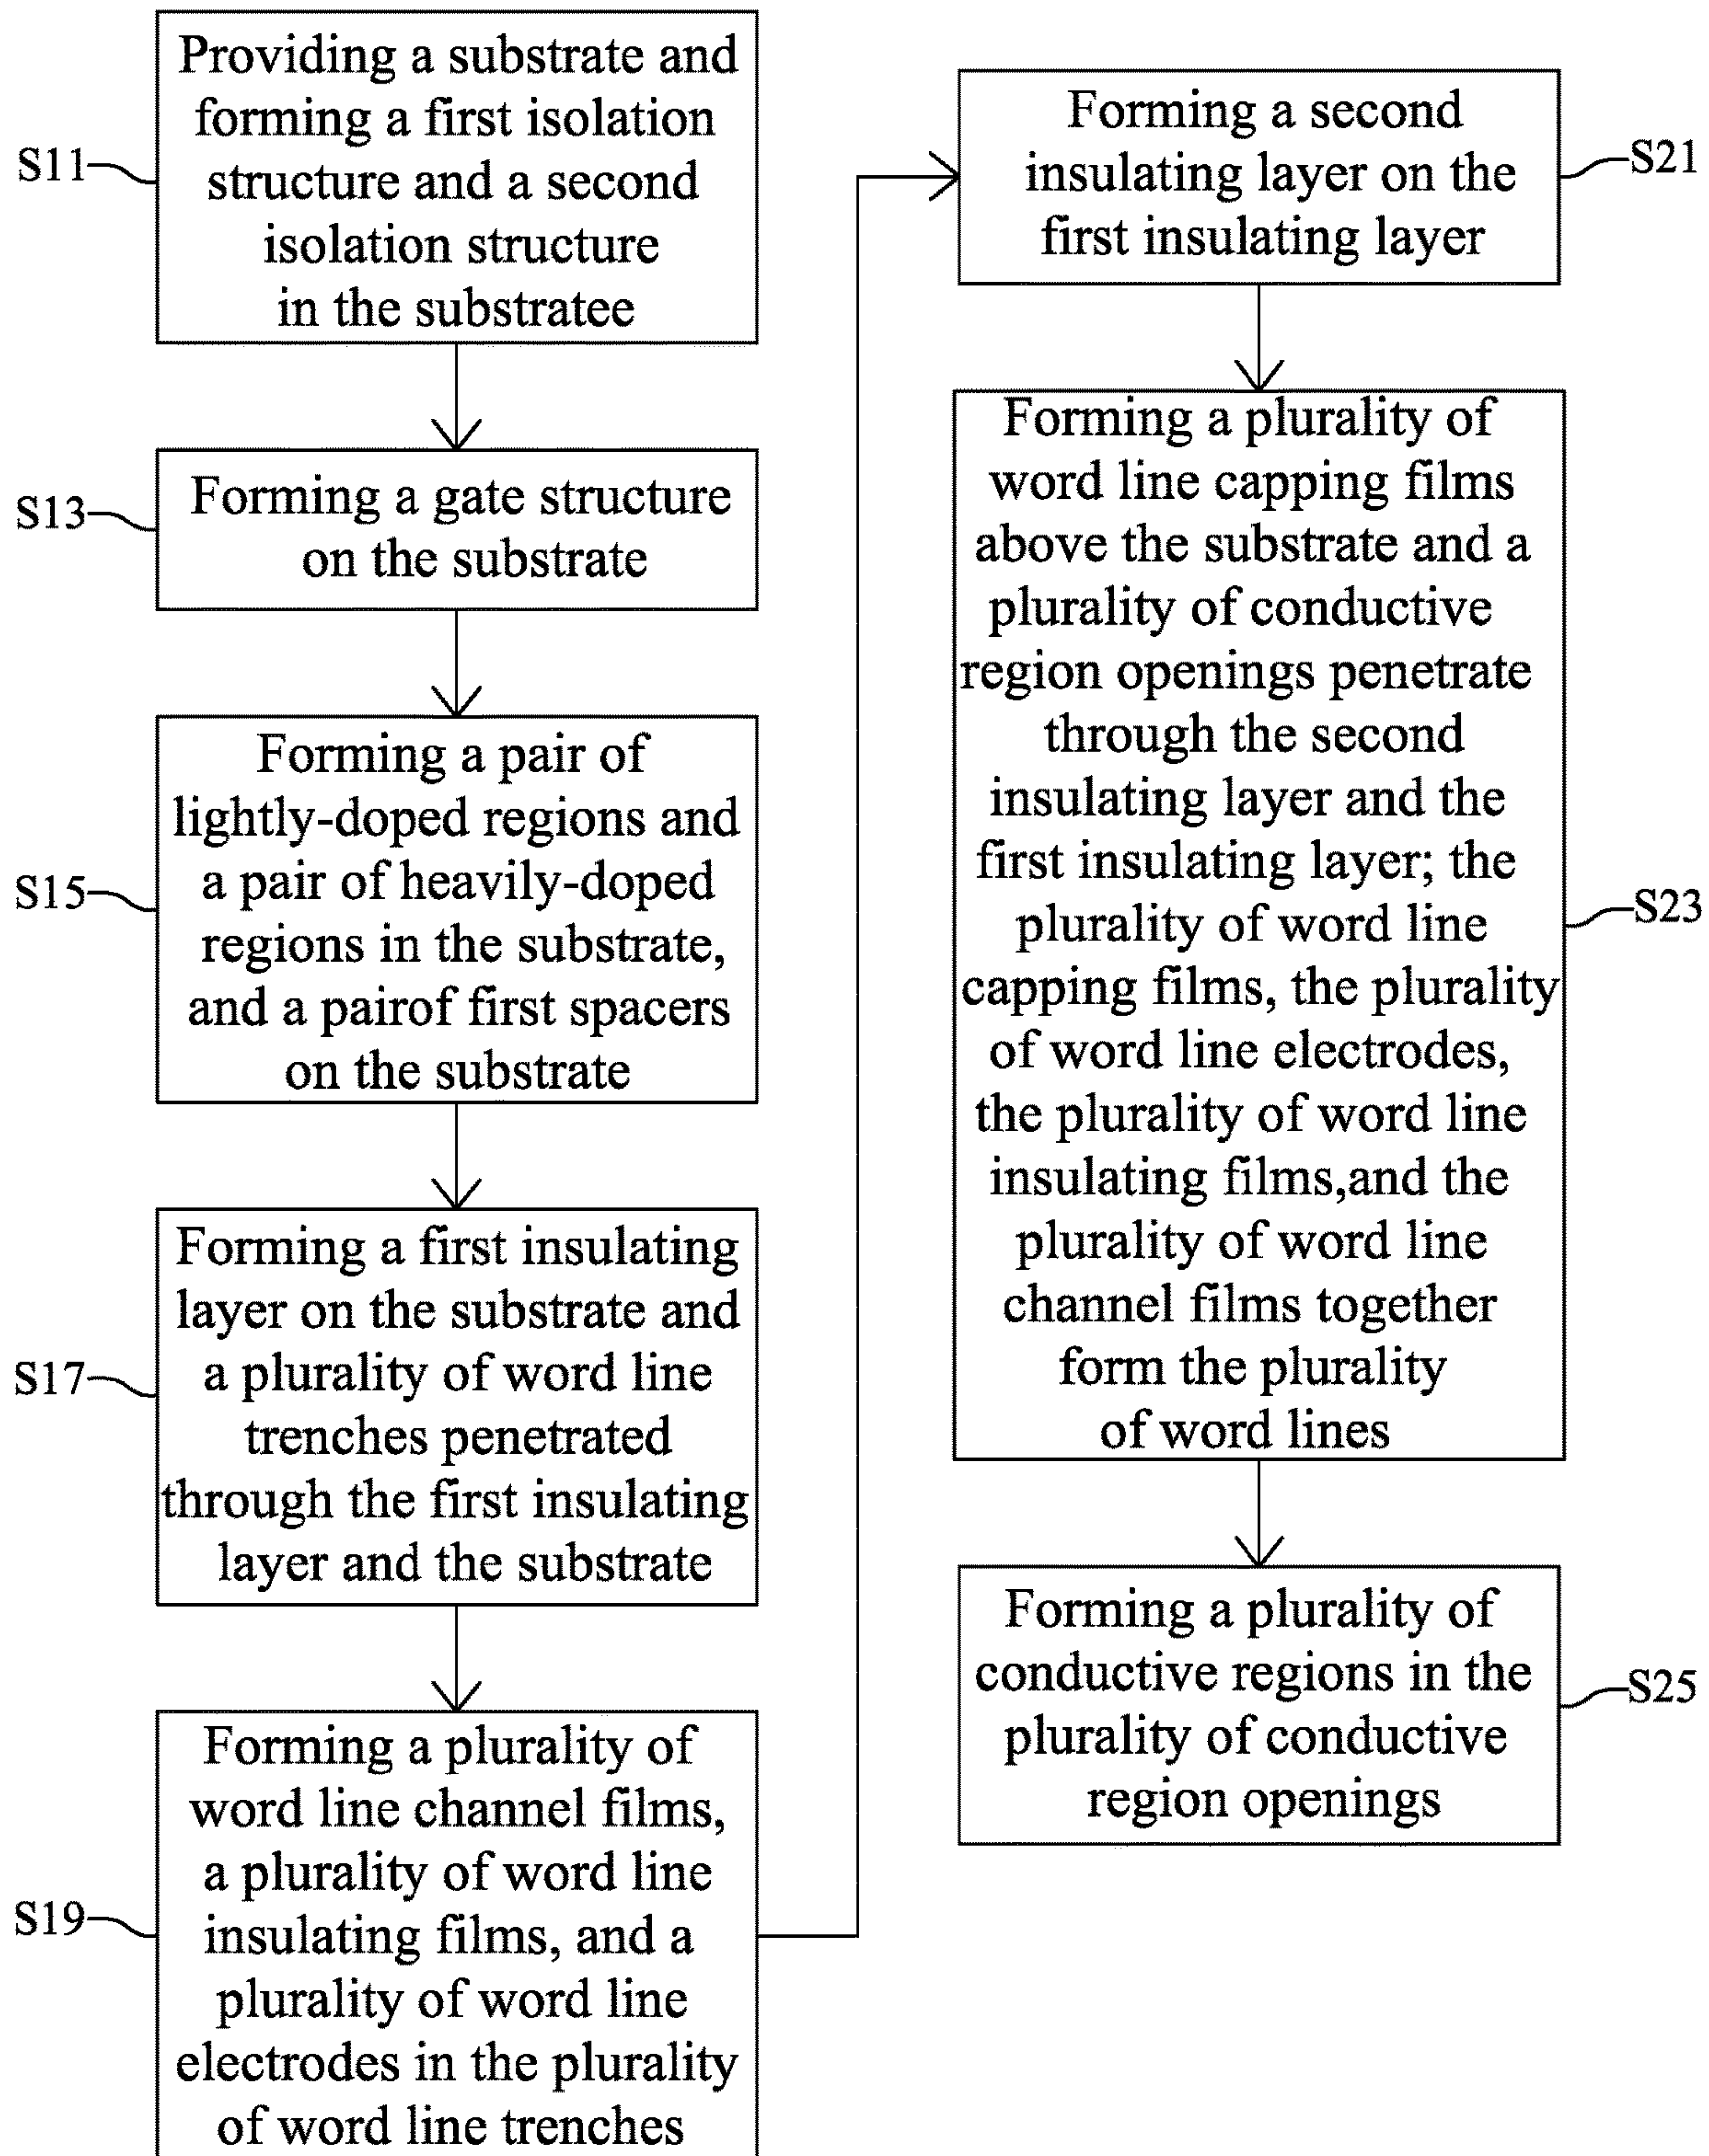 S11
Providing a substrate and
forming a first isolation
structure and a second
isolation structure
in the substratee
S13
Forming a gate structure
on the substrate
S15
Forming a pair of
lightly-doped regions and
a pair of heavily-doped
regions in the substrate,
and a pairof first spacers
on the substrate
S17
Forming a first insulating
layer on the substrate and
a plurality of word line
trenches penetrated
through the first insulating
layer and the substrate
S19
Forming a plurality of
word line channel films,
a plurality of word line
insulating films, and a
plurality of word line
electrodes in the plurality
of word line trenches
S21
Forming a second
insulating layer on the
first insulating layer
S23
Forming a plurality of
word line capping films
above the substrate and a
plurality of conductive
region openings penetrate
through the second
insulating layer and the
first insulating layer; the
plurality of word line
capping films, the plurality
of word line electrodes,
the plurality of word line
insulating films,and the
plurality of word line
channel films together
form the plurality
of word lines
S25
Forming a plurality of
conductive regions in the
plurality of conductive
region openings